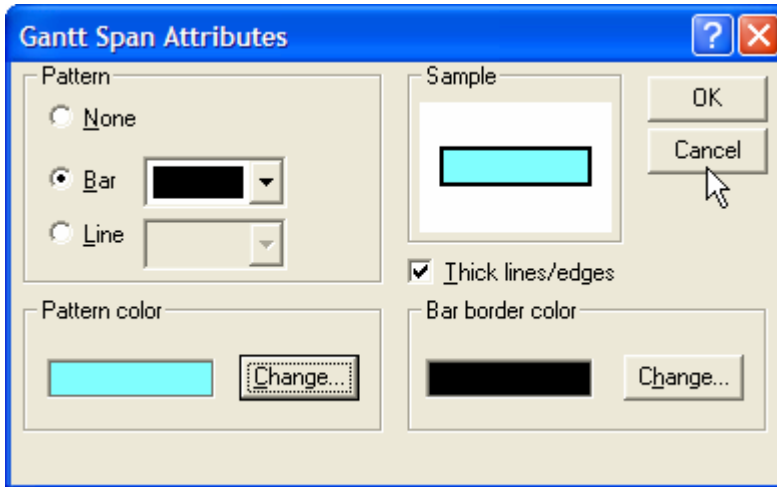 Gantt Span Attributes
?
Pattern
None
Bar
Line
Sample
OK
Cancel
Thick lines/edges
Pattern color
Change...
Bar border color
Change...